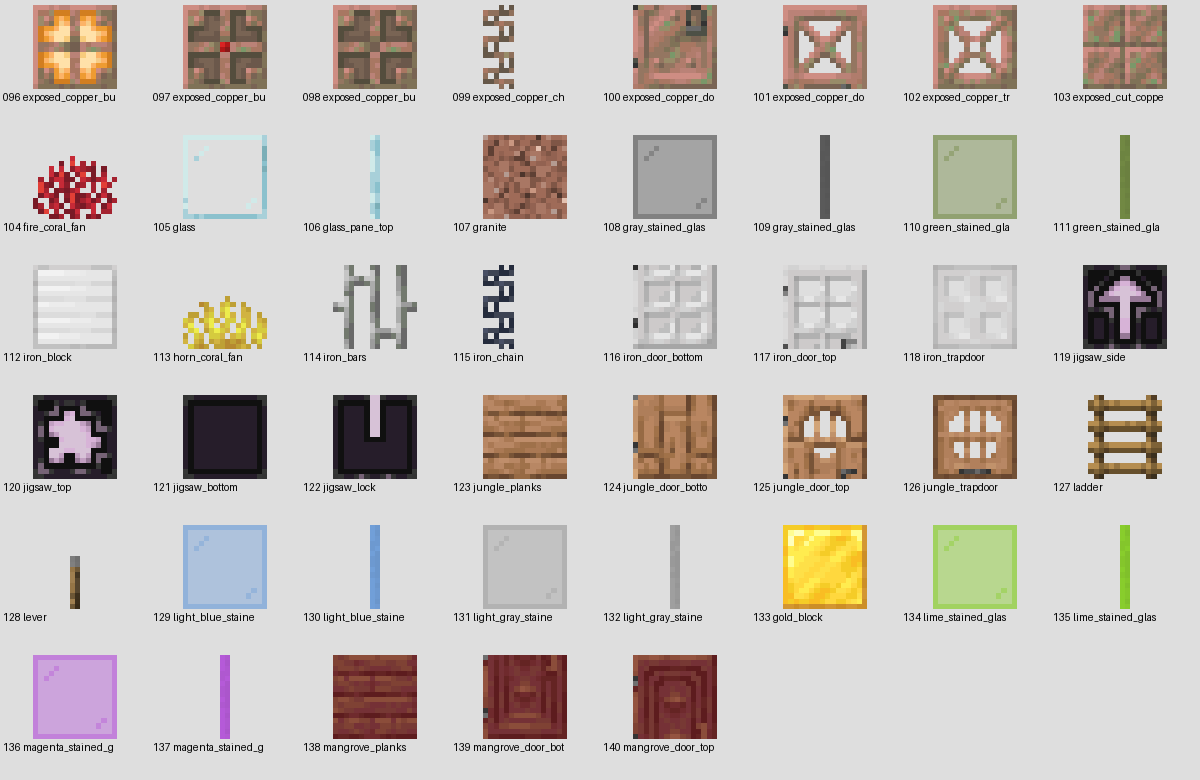 096 exposed_copper_bu
097 exposed_copper_bu
098 exposed_copper_bu
099 exposed_copper_ch
100 exposed_copper_do
101 exposed_copper_do
102 exposed_copper_tr
103 exposed_cut_coppe
104 fire_coral_fan
105 glass
106 glass_pane_top
107 granite
108 gray_stained_glas
109 gray_stained_glas
110 green_stained_gla
111 green_stained_gla
112 iron_block
113 horn_coral_fan
114 iron_bars
115 iron_chain
116 iron_door_bottom
117 iron_door_top
118 iron_trapdoor
119 jigsaw_side
120 jigsaw_top
121 jigsaw_bottom
122 jigsaw_lock
123 jungle_planks
124 jungle_door_botto
125 jungle_door_top
126 jungle_trapdoor
127 ladder
128 lever
129 light_blue_staine
130 light_blue_staine
131 light_gray_staine
132 light_gray_staine
133 gold_block
134 lime_stained_glas
135 lime_stained_glas
136 magenta_stained_g
137 magenta_stained_g
138 mangrove_planks
139 mangrove_door_bot
140 mangrove_door_top